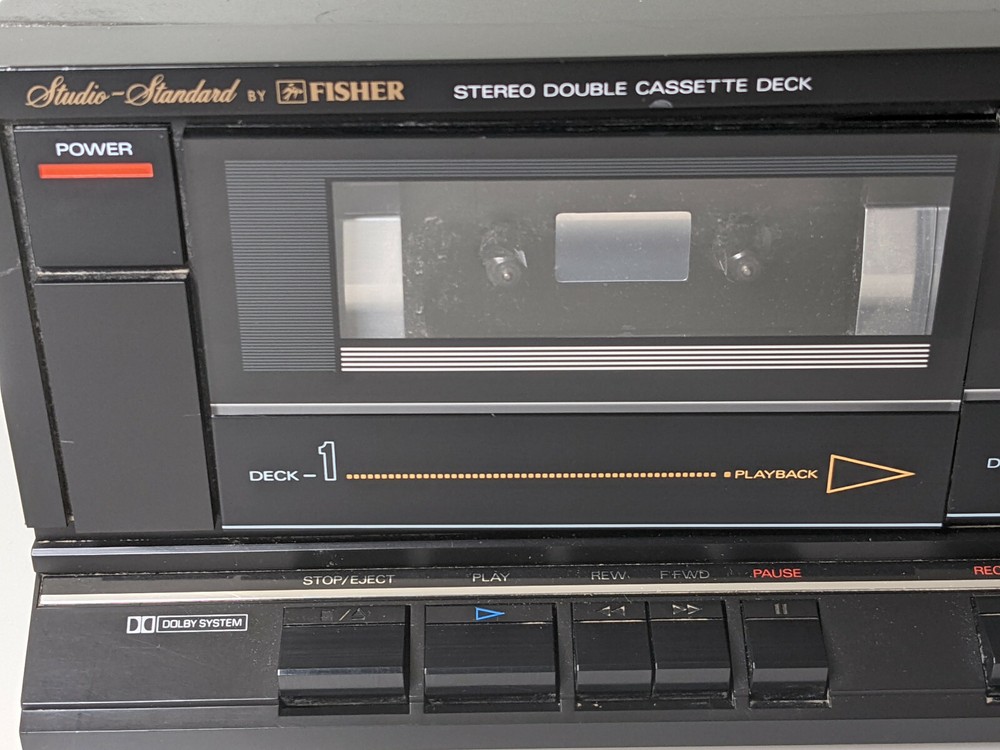 Studio-Standard BY FISHER STEREO DOUBLE CASSETTE DECK
POWER
DECK-1 PLAYBACK
D
STOP/EJECT PLAY REW F.FWD PAUSE REC
DOLBY SYSTEM